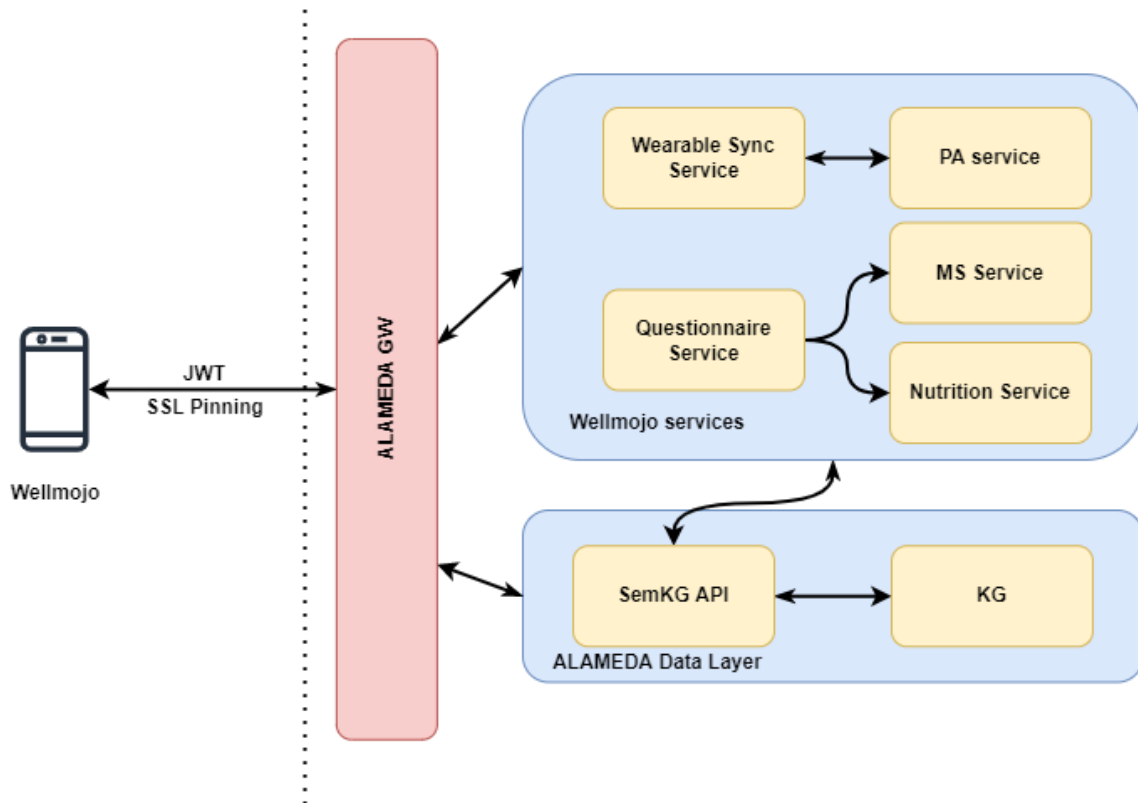 Wearable Sync
Service
PA service
MS Service
Questionnaire
Service
Nutrition Service
Wellmojo services
JWT
SSL Pinning
Wellmojo
ALAMEDA GW
SemKG API
KG
ALAMEDA Data Layer